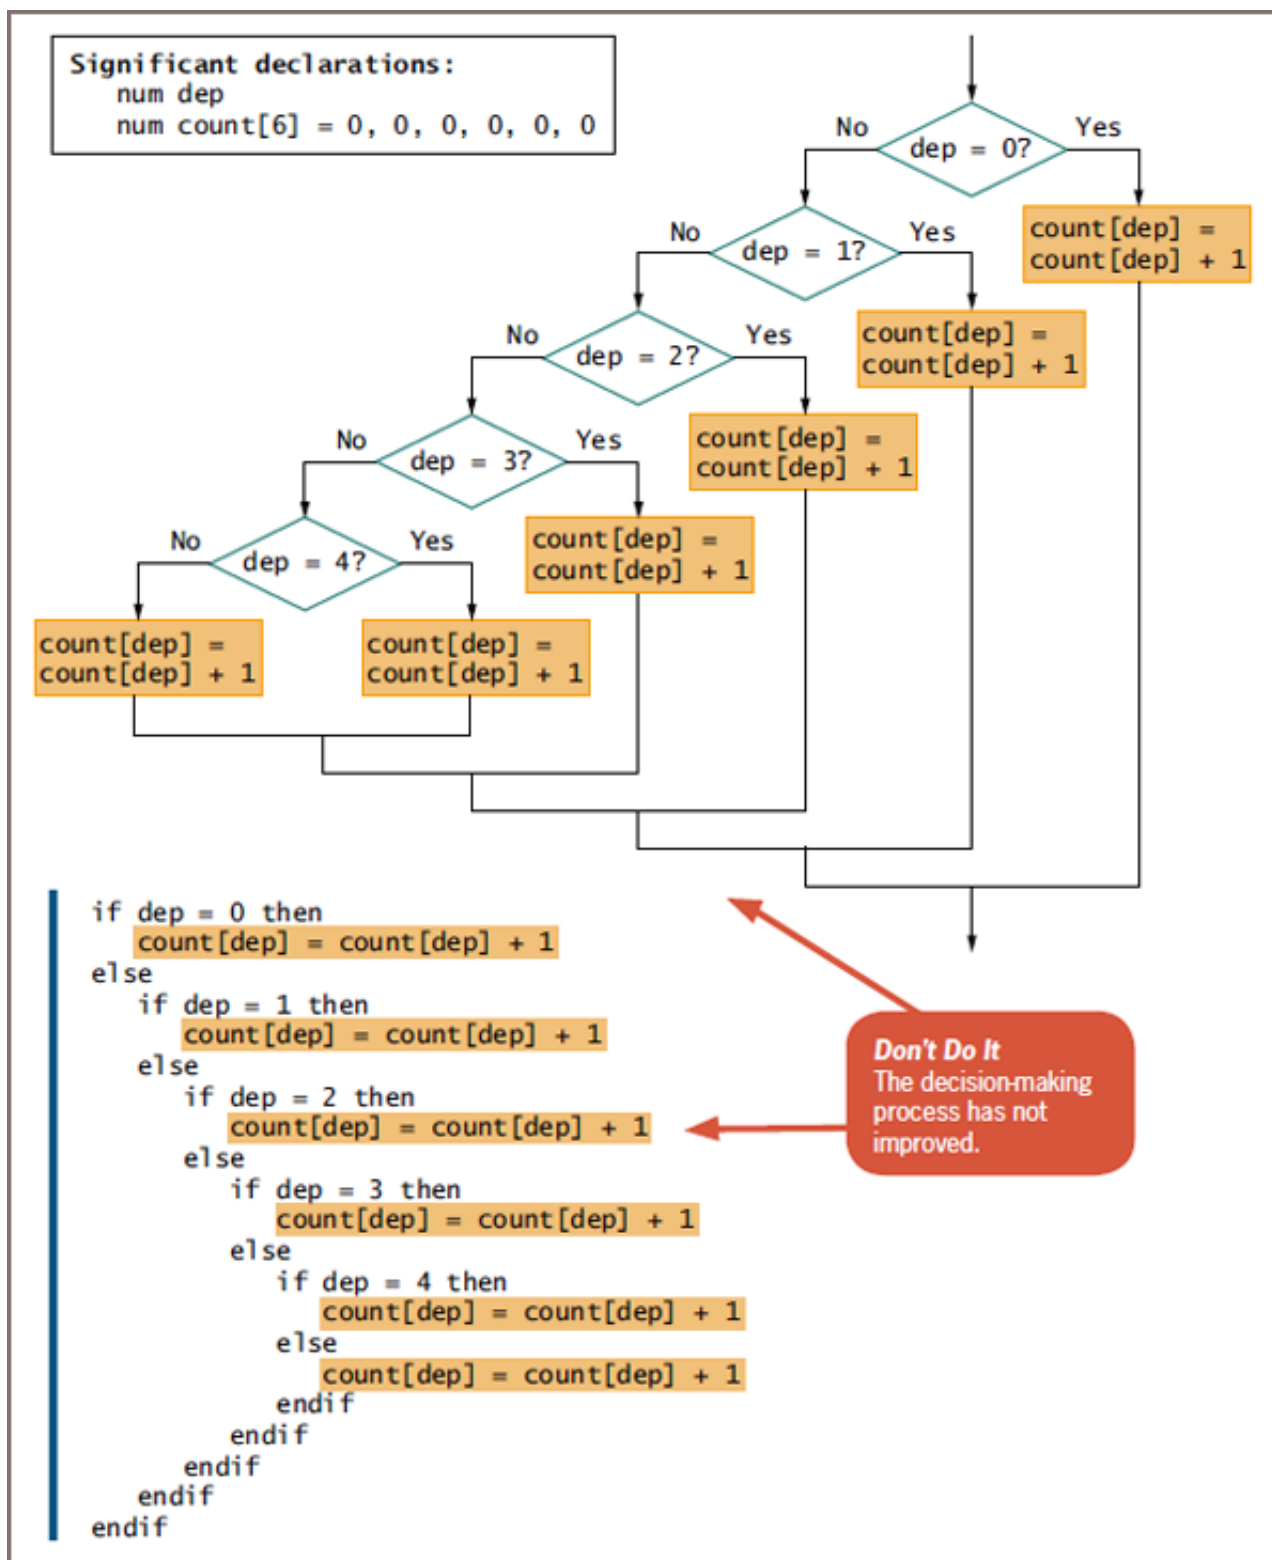 Significant declarations:
num dep
num count[6] = 0, 0, 0, 0, 0, 0
dep = 0?
No
Yes
count[dep] =
count[dep] + 1
dep = 1?
No
Yes
count[dep] =
count[dep] + 1
dep = 2?
No
Yes
count[dep] =
count[dep] + 1
dep = 3?
No
Yes
count[dep] =
count[dep] + 1
dep = 4?
No
Yes
count[dep] =
count[dep] + 1
count[dep] =
count[dep] + 1
if dep = 0 then
count[dep] = count[dep] + 1
else
if dep = 1 then
count[dep] = count[dep] + 1
else
if dep = 2 then
count[dep] = count[dep] + 1
else
if dep = 3 then
count[dep] = count[dep] + 1
else
if dep = 4 then
count[dep] = count[dep] + 1
else
count[dep] = count[dep] + 1
endif
endif
endif
endif
endif
Don't Do It
The decision-making
process has not
improved.